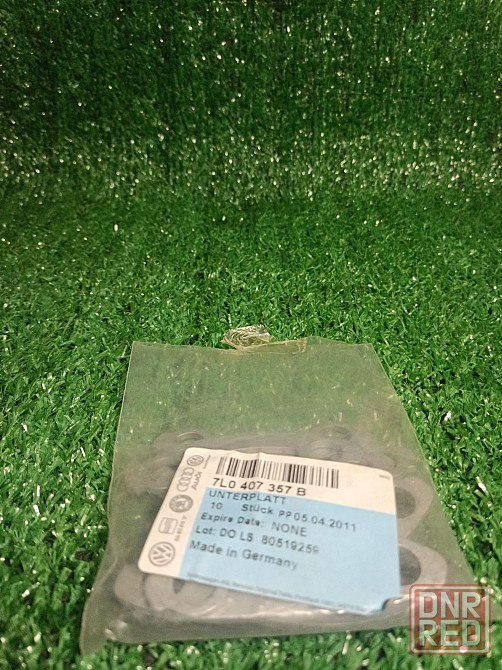 7L0 407 357 B
UNTERPLATT
10 Stück PP 05.04.2011
Expire Date: NONE
Lot: DO LS 80519259
Made in Germany
DNR
RED